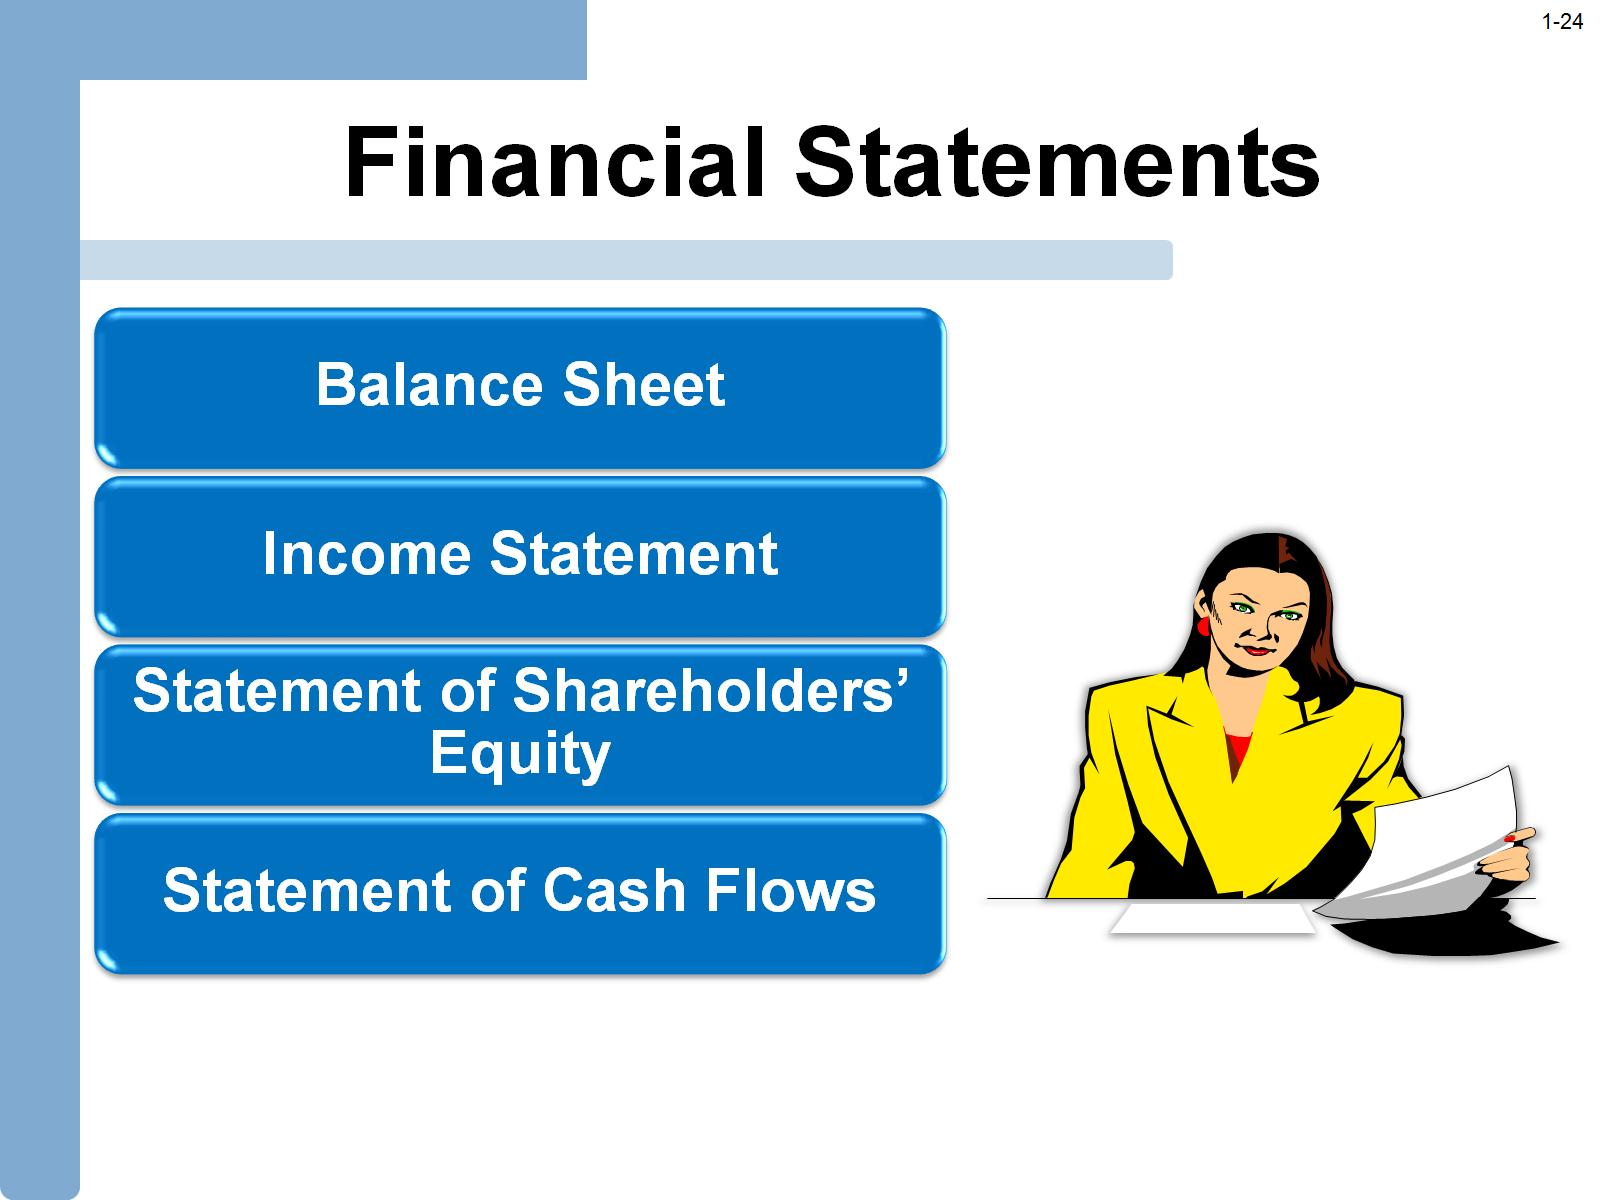 1-24
Financial Statements
Balance Sheet
Income Statement
Statement of Shareholders’
Equity
Statement of Cash Flows